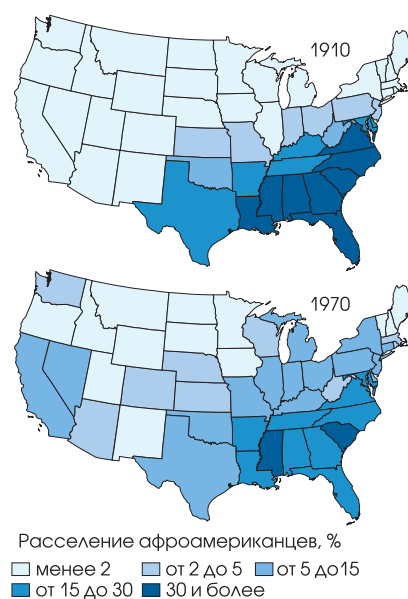 1910
1970
Расселение афроамериканцев, %
менее 2 от 2 до 5 от 5 до 15
от 15 до 30 30 и более